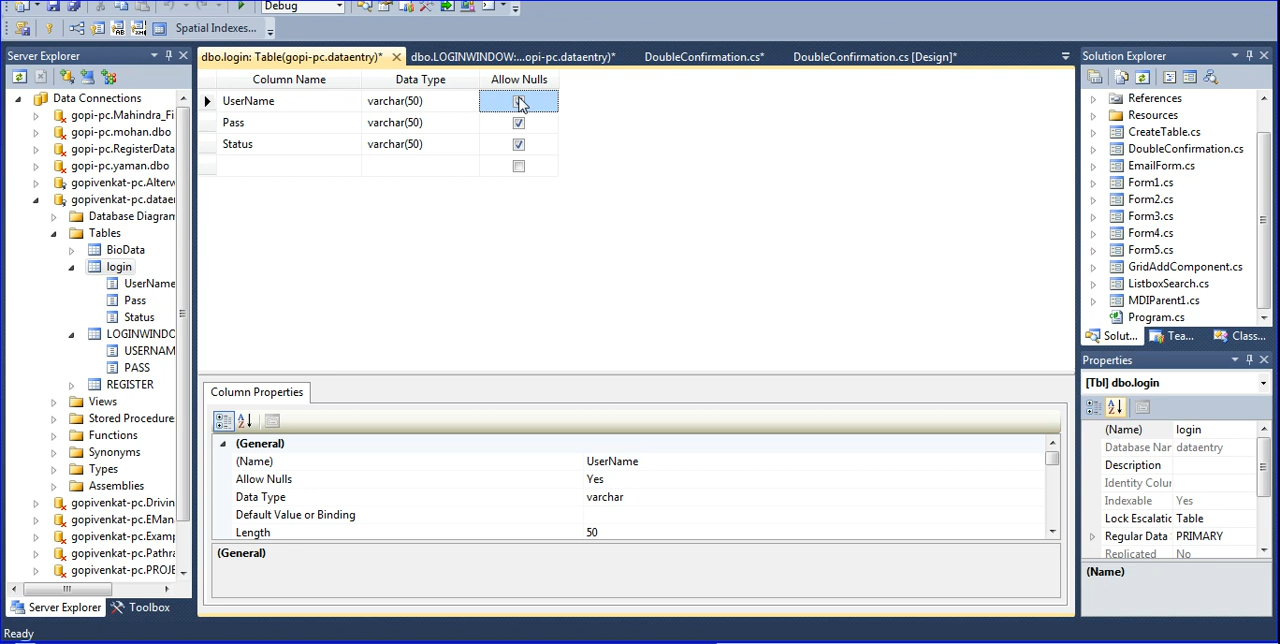 Debug
Spatial Indexes...
Server Explorer
Data Connections
gopi-pc.Mahindra_Fi
gopi-pc.mohan.dbo
gopi-pc.RegisterData
gopi-pc.yaman.dbo
gopivenkat-pc.Alterw
gopivenkat-pc.dataer
Database Diagram
Tables
BioData
login
UserName
Pass
Status
LOGINWINDO
USERNAM
PASS
REGISTER
Views
Stored Procedure
Functions
Synonyms
Types
Assemblies
gopivenkat-pc.Drivin
gopivenkat-pc.EMan
gopivenkat-pc.Examp
gopivenkat-pc.Pathra
gopivenkat-pc.PROJE
Server Explorer
Toolbox
Ready
dbo.login: Table(gopi-pc.dataentry)*
dbo.LOGINWINDOW:...opi-pc.dataentry)*
DoubleConfirmation.cs*
DoubleConfirmation.cs [Design]*
Column Name Data Type Allow Nulls
UserName varchar(50)
Pass varchar(50)
Status varchar(50)
Column Properties
(General)
(Name) UserName
Allow Nulls Yes
Data Type varchar
Default Value or Binding
Length 50
(General)
Solution Explorer
References
Resources
CreateTable.cs
DoubleConfirmation.cs
EmailForm.cs
Form1.cs
Form2.cs
Form3.cs
Form4.cs
Form5.cs
GridAddComponent.cs
ListboxSearch.cs
MDIParent1.cs
Program.cs
Solut...
Tea...
Class...
Properties
[Tbl] dbo.login
(Name) login
Database Nar dataentry
Description
Identity Colur
Indexable Yes
Lock Escalatic Table
Regular Data PRIMARY
Replicated No
(Name)